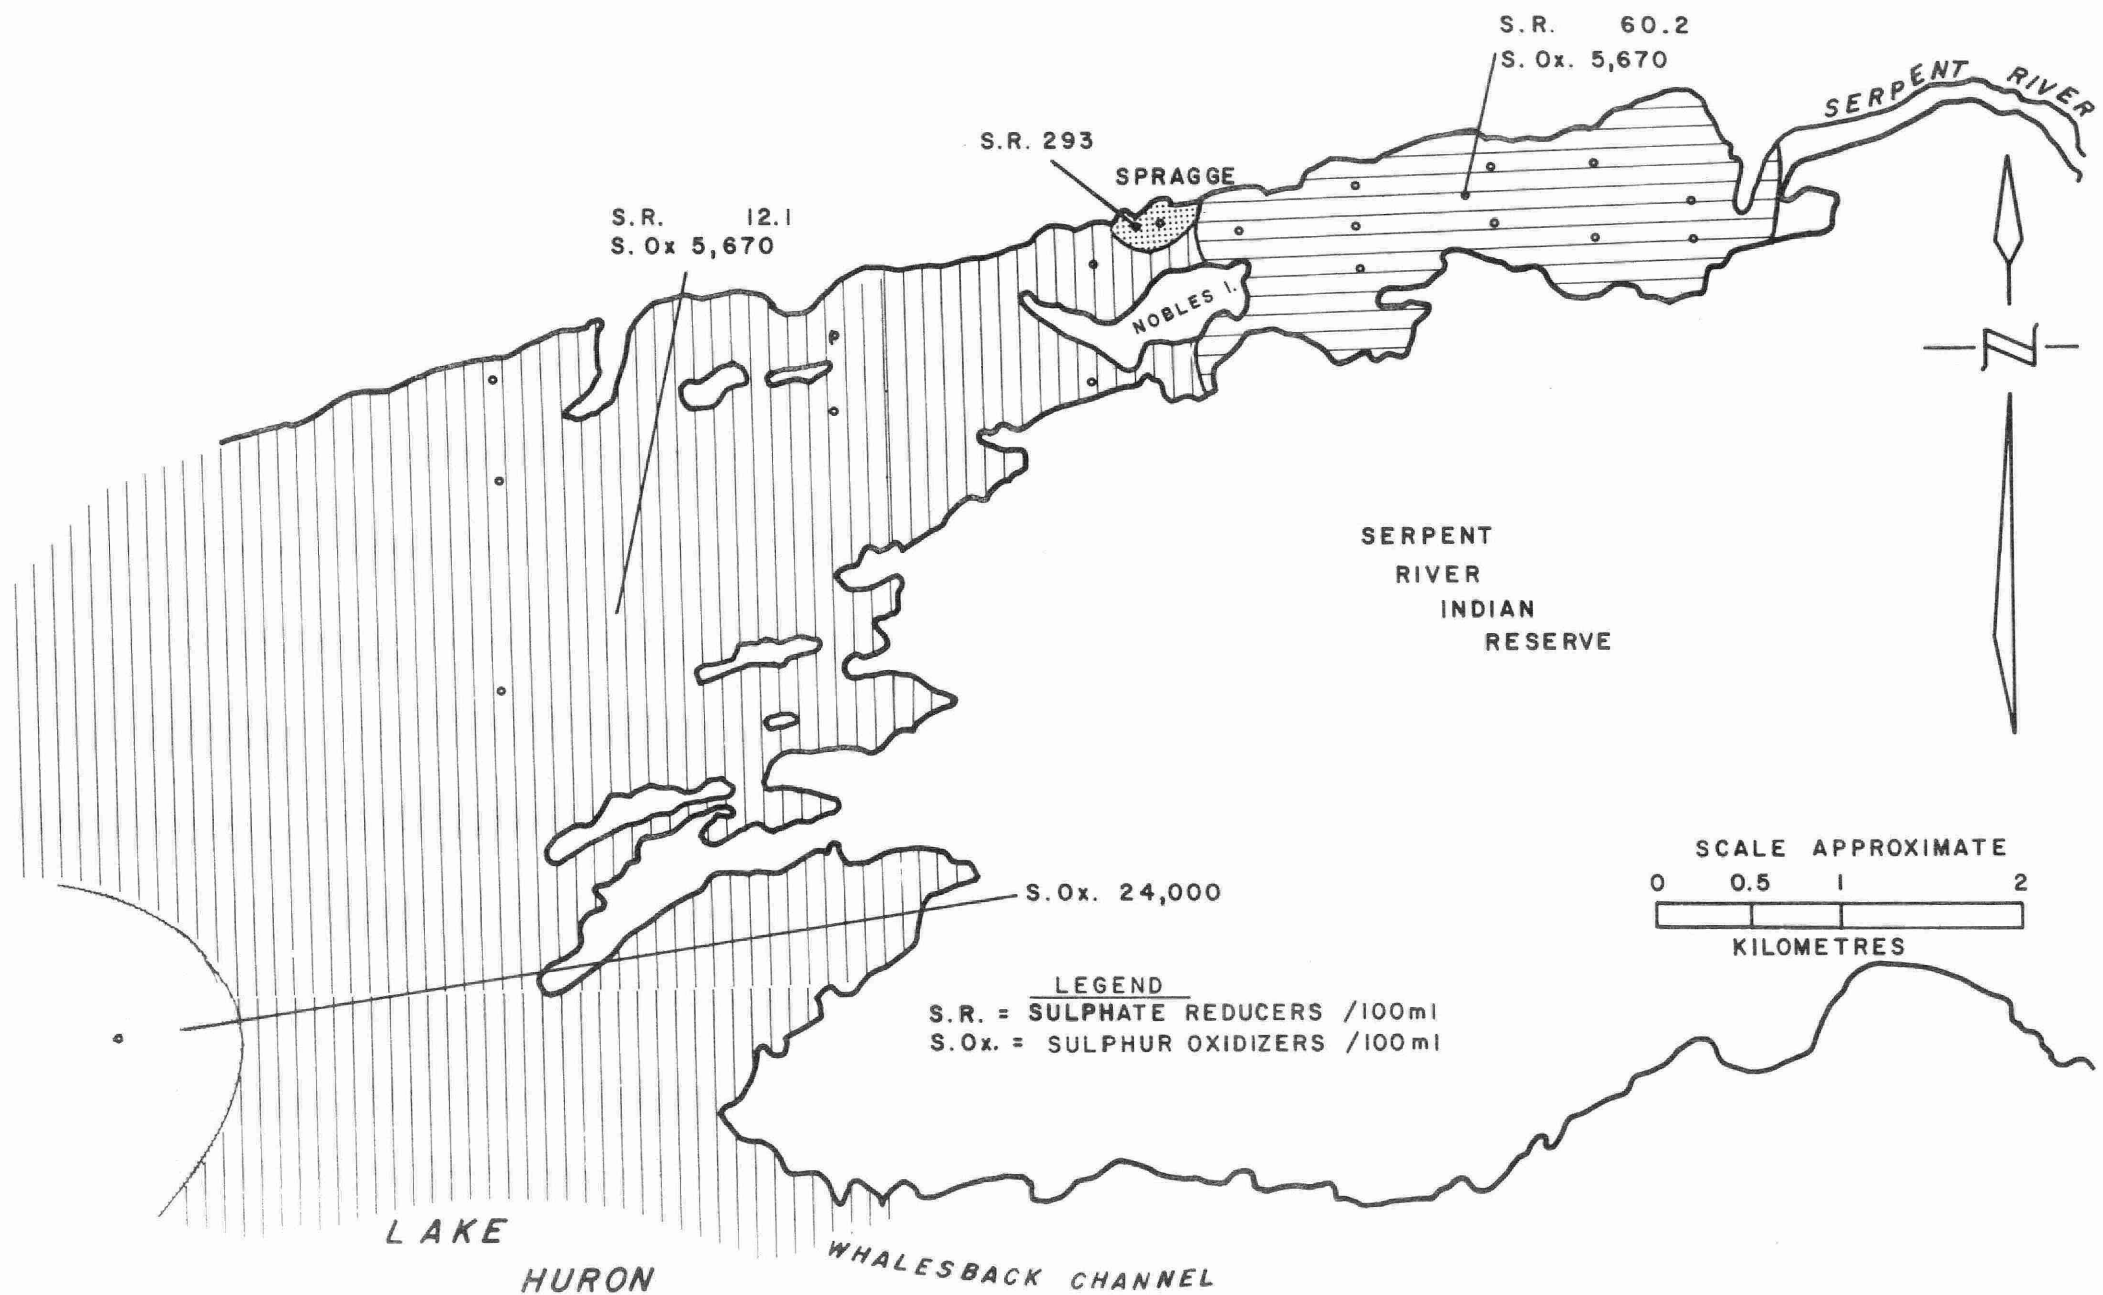 S.R. 60.2
S. Ox. 5,670
SERPENT RIVER
S.R. 293
SPRAGGE
S.R. 12.1
S. Ox 5,670
NOBLES I.
N
SERPENT
RIVER
INDIAN
RESERVE
SCALE APPROXIMATE
0 0.5 1 2
KILOMETRES
S.Ox. 24,000
LEGEND
S.R. = SULPHATE REDUCERS /100ml
S.Ox. = SULPHUR OXIDIZERS /100ml
LAKE
HURON
WHALESBACK CHANNEL